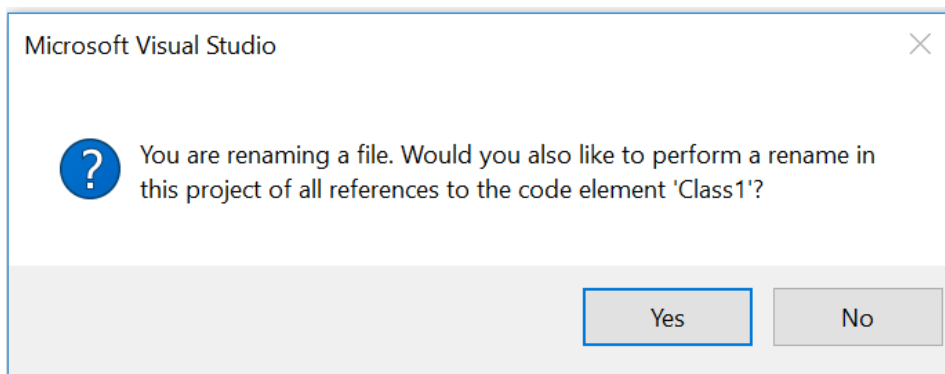 Microsoft Visual Studio
?
You are renaming a file. Would you also like to perform a rename in
this project of all references to the code element 'Class1'?
Yes
No